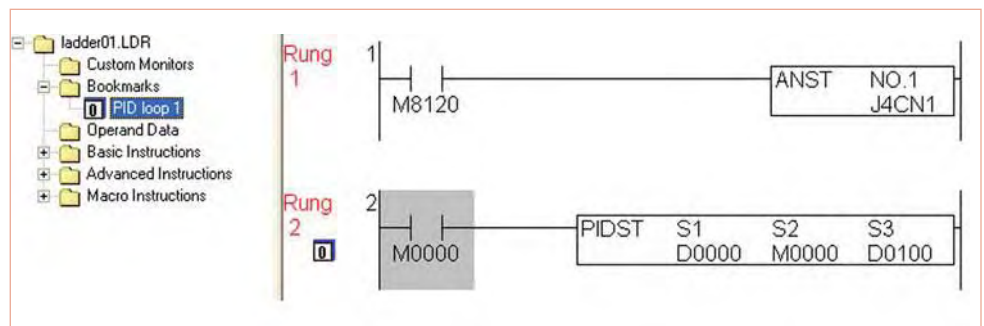 ladder01.LDR
Custom Monitors
Bookmarks
0 PID loop 1
Operand Data
Basic Instructions
Advanced Instructions
Macro Instructions
Rung 1
1
M8120
ANST NO.1
J4CN1
Rung 2
2
0
M0000
PIDST S1 S2 S3
D0000 M0000 D0100